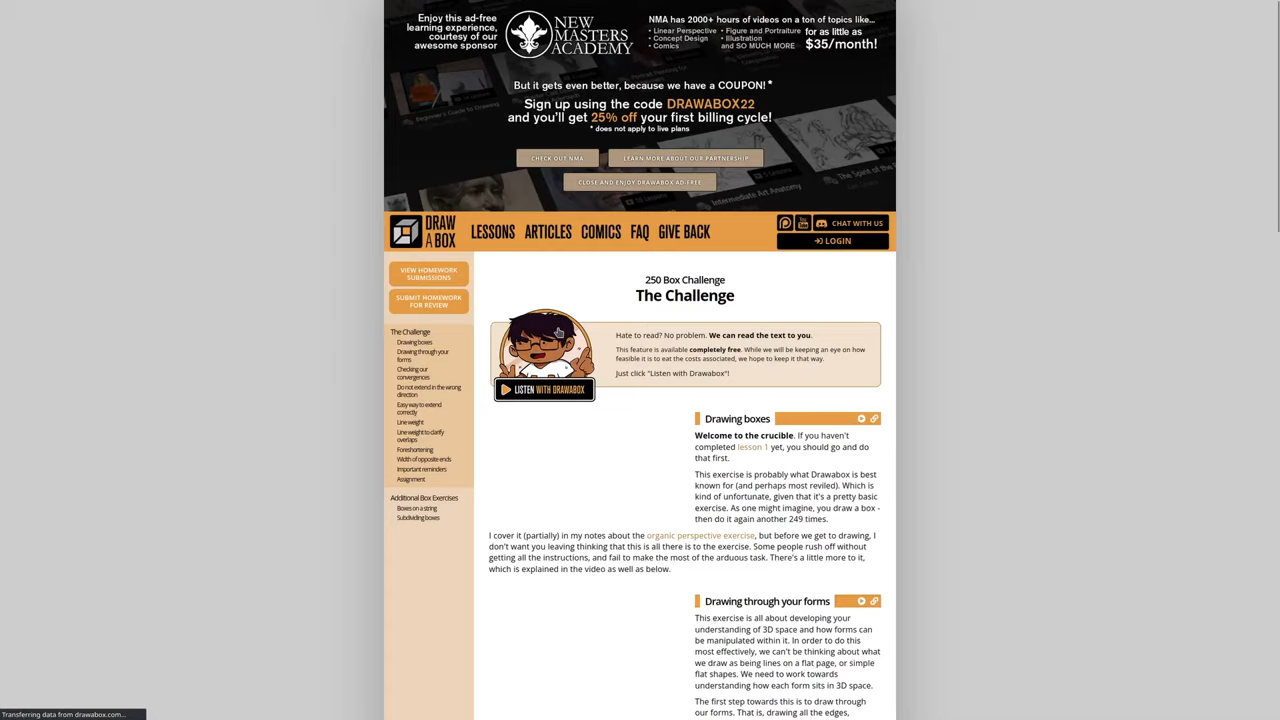 Enjoy this ad-free
learning experience,
courtesy of our
awesome sponsor
NEW
MASTERS
ACADEMY
NMA has 2000+ hours of videos on a ton of topics like...
• Linear Perspective
• Concept Design
• Comics
• Figure and Portraiture
• Illustration
and SO MUCH MORE
for as little as
$35/month!
But it gets even better, because we have a COUPON! *
Sign up using the code DRAWABOX22
and you'll get 25% off your first billing cycle!
* does not apply to live plans
CHECK OUT NMA
LEARN MORE ABOUT OUR PARTNERSHIP
CLOSE AND ENJOY DRAWABOX AD-FREE
Intermediate Art Anatomy
DRAW
A BOX
LESSONS ARTICLES COMICS FAQ GIVE BACK
You
Tube
CHAT WITH US
LOGIN
VIEW HOMEWORK
SUBMISSIONS
SUBMIT HOMEWORK
FOR REVIEW
The Challenge
Drawing boxes
Drawing through your
forms
Checking our
convergences
Do not extend in the wrong
direction
Easy way to extend
correctly
Line weight
Line weight to clarify
overlaps
Foreshortening
Width of opposite ends
Important reminders
Assignment
Additional Box Exercises
Boxes on a string
Subdividing boxes
250 Box Challenge
The Challenge
LISTEN WITH DRAWABOX
Hate to read? No problem. We can read the text to you.
This feature is available completely free. While we will be keeping an eye on how
feasible it is to eat the costs associated, we hope to keep it that way.
Just click "Listen with Drawabox"!
Drawing boxes
Welcome to the crucible. If you haven't
completed lesson 1 yet, you should go and do
that first.
This exercise is probably what Drawabox is best
known for (and perhaps most reviled). Which is
kind of unfortunate, given that it's a pretty basic
exercise. As one might imagine, you draw a box -
then do it again another 249 times.
I cover it (partially) in my notes about the organic perspective exercise, but before we get to drawing, I
don't want you leaving thinking that this is all there is to the exercise. Some people rush off without
getting all the instructions, and fail to make the most of the arduous task. There's a little more to it,
which is explained in the video as well as below.
Drawing through your forms
This exercise is all about developing your
understanding of 3D space and how forms can
be manipulated within it. In order to do this
most effectively, we can't be thinking about what
we draw as being lines on a flat page, or simple
flat shapes. We need to work towards
understanding how each form sits in 3D space.
The first step towards this is to draw through
our forms. That is, drawing all the edges,
Transferring data from drawabox.com...